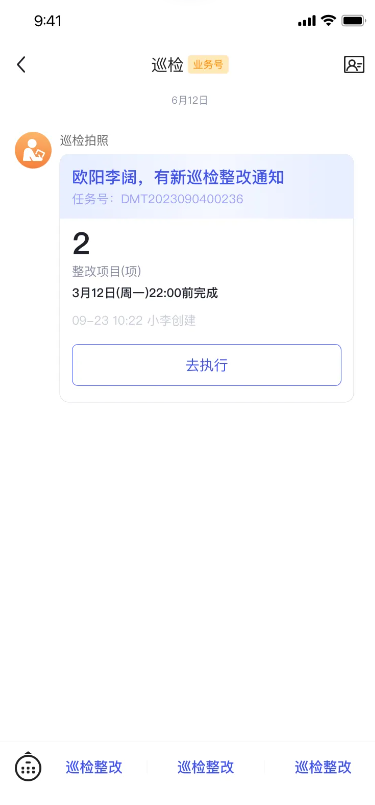 9:41
巡检 业务号
6月12日
巡检拍照
欧阳李阔，有新巡检整改通知
任务号：DMT2023090400236
2
整改项目(项)
3月12日(周一)22:00前完成
09-23 10:22 小李创建
去执行
巡检整改 巡检整改 巡检整改